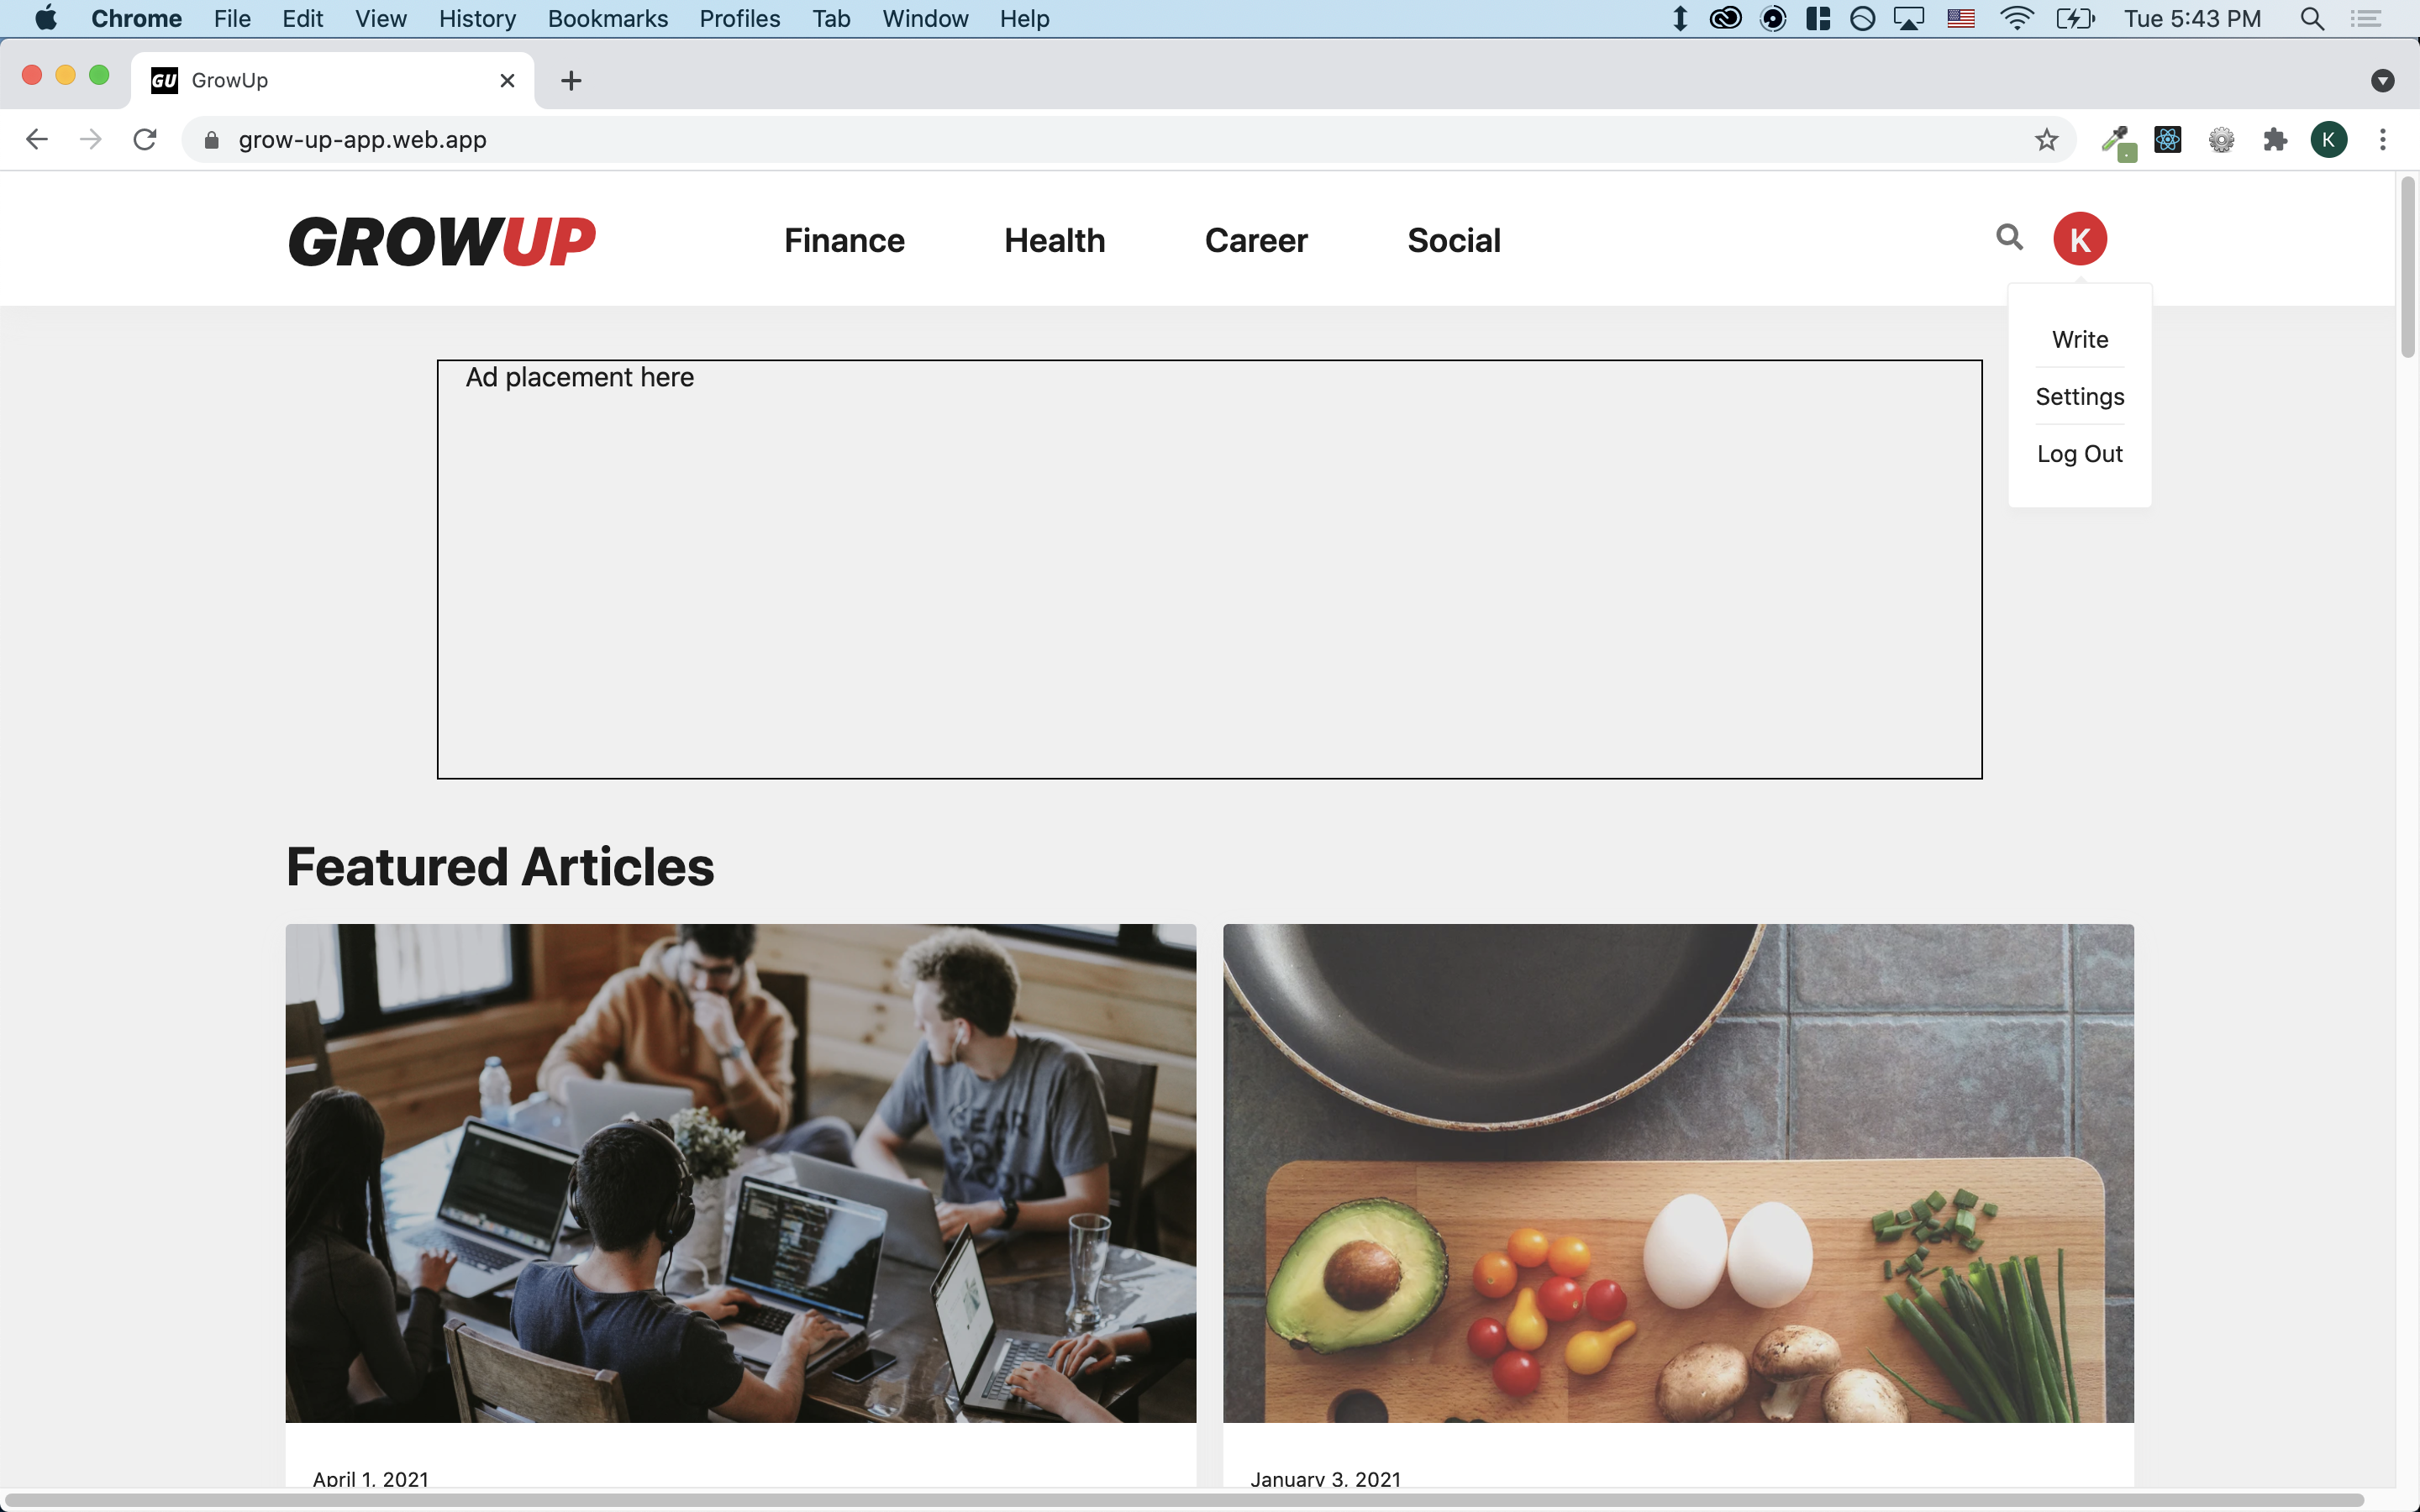 Chrome File Edit View History Bookmarks Profiles Tab Window Help Tue 5:43 PM
GU GrowUp
grow-up-app.web.app K
GROWUP Finance Health Career Social K
Write
Settings
Log Out
Ad placement here
Featured Articles
April 1, 2021 January 3, 2021